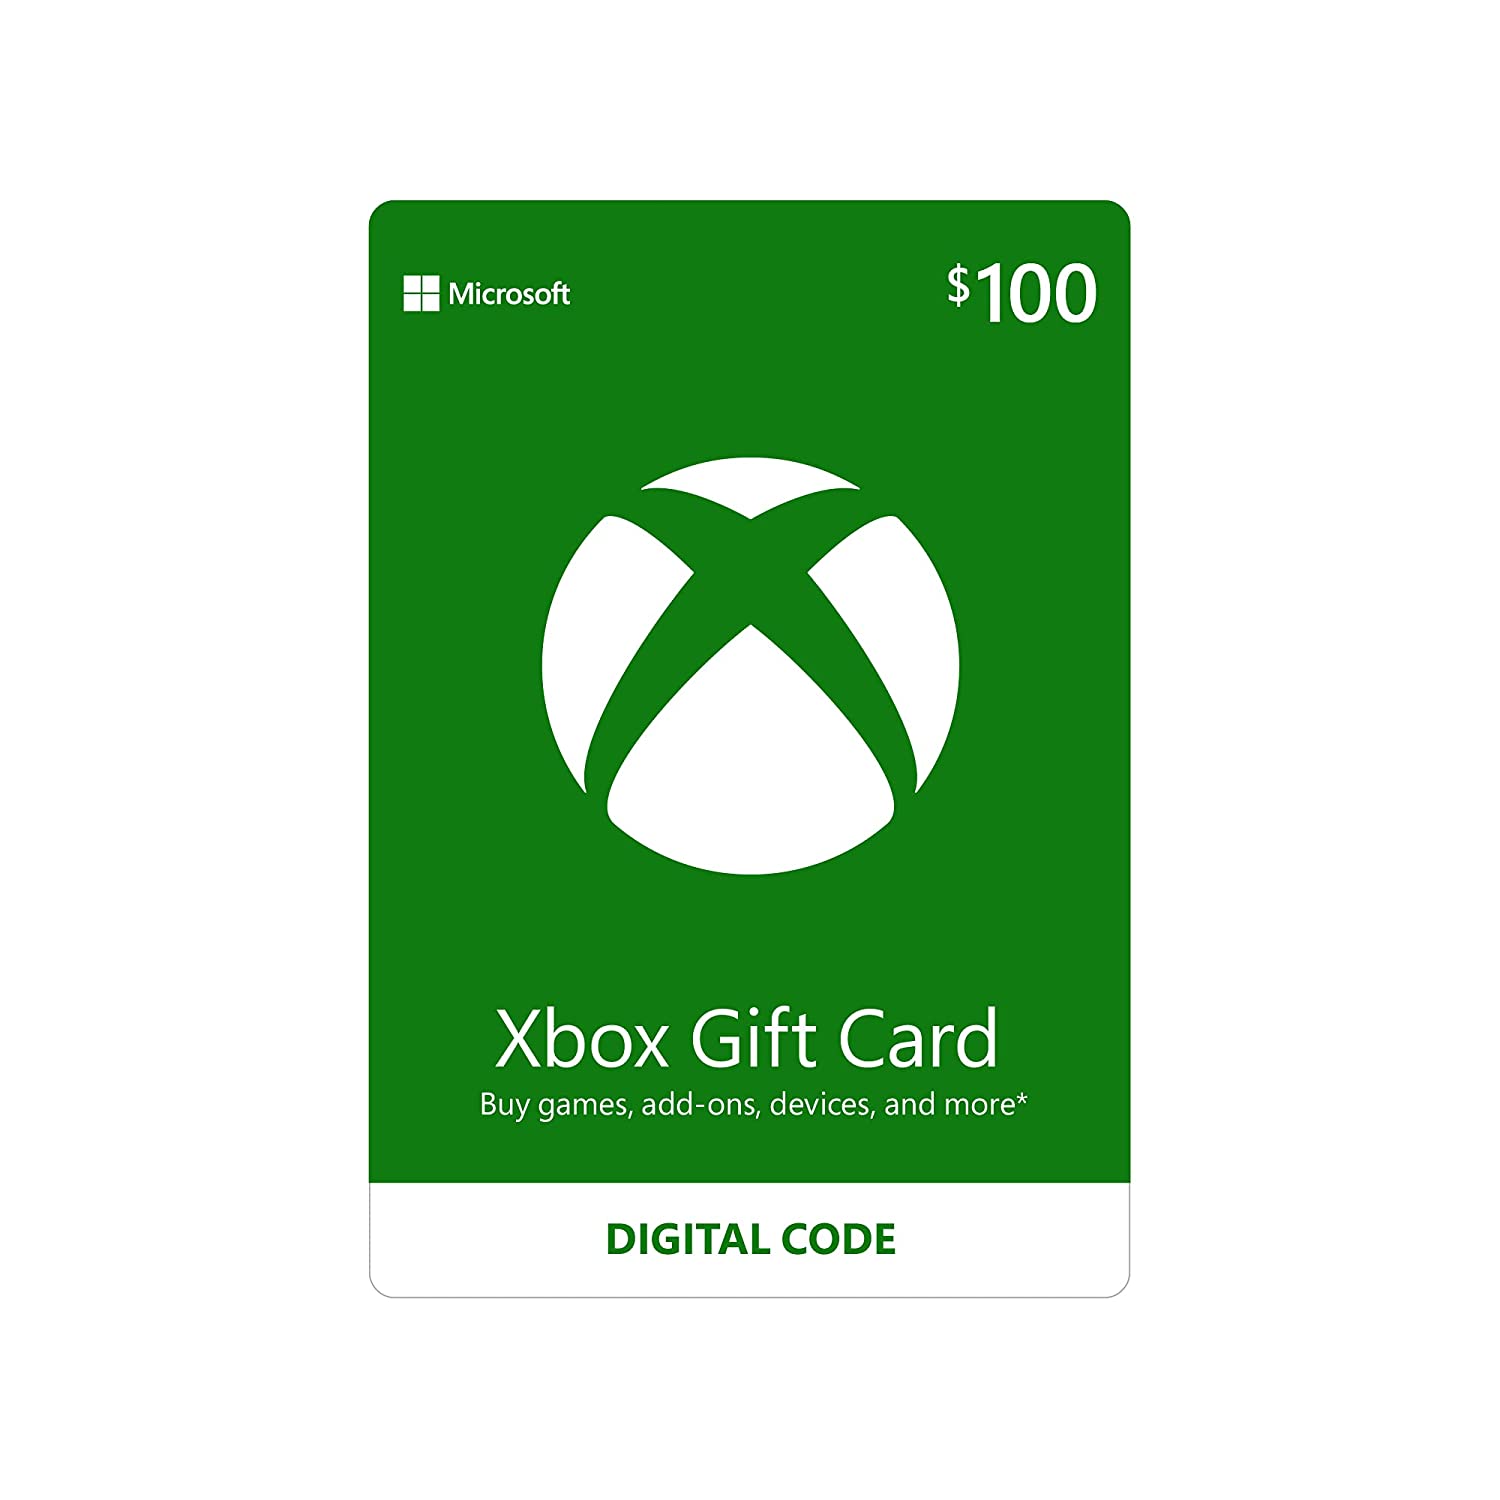 Microsoft
$100
Xbox Gift Card
Buy games, add-ons, devices, and more*
DIGITAL CODE